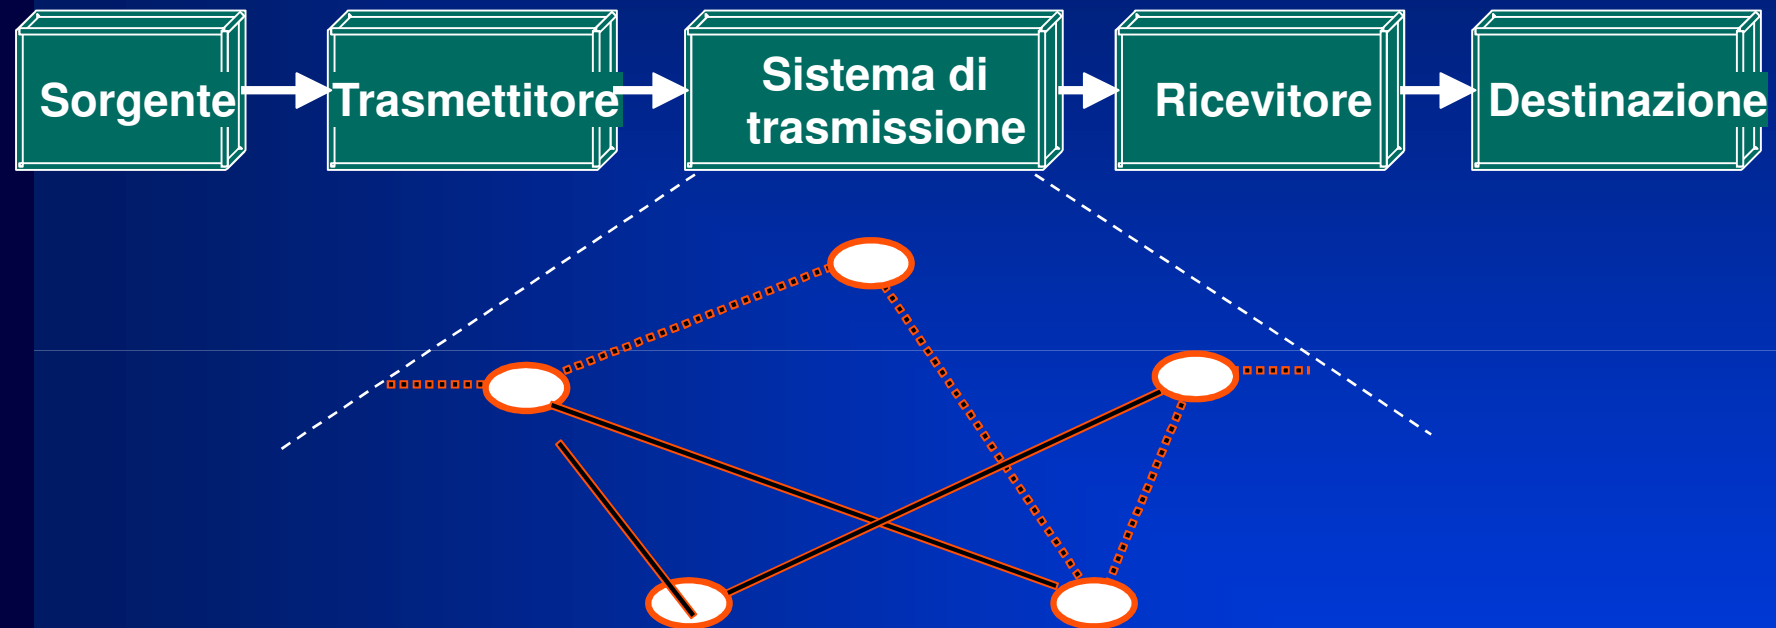 Sorgente
Trasmettitore
Sistema di
trasmissione
Ricevitore
Destinazione